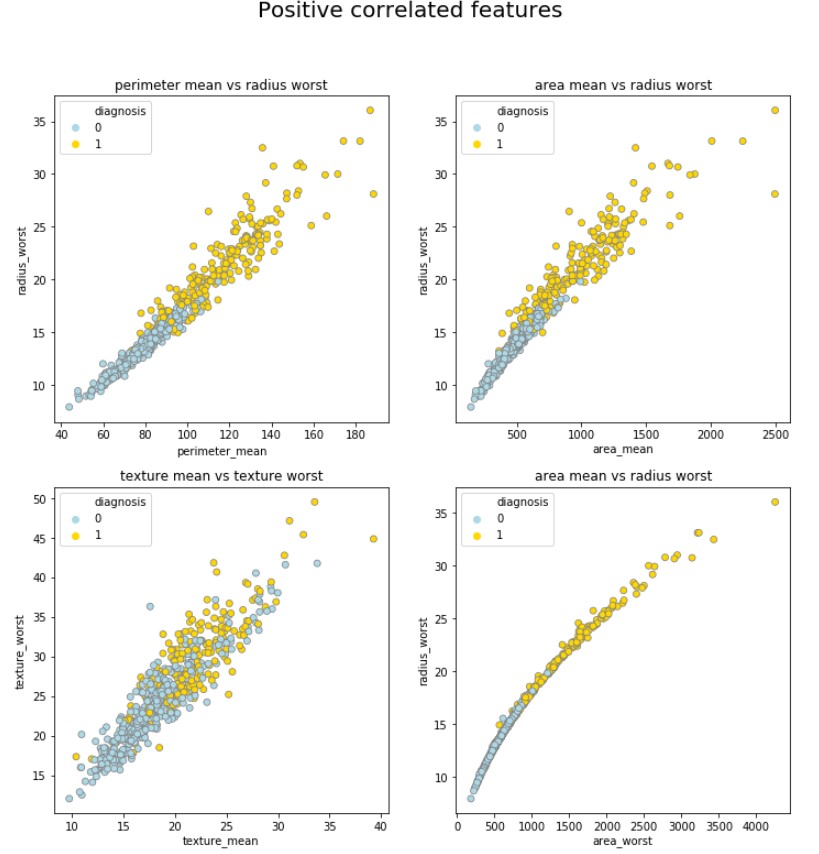 Positive correlated features
perimeter mean vs radius worst
diagnosis
0
1
35
30
25
20
15
10
radius_worst
40 60 80 100 120 140 160 180
perimeter_mean
area mean vs radius worst
diagnosis
0
1
35
30
25
20
15
10
radius_worst
500 1000 1500 2000 2500
area_mean
texture mean vs texture worst
diagnosis
0
1
50
45
40
35
30
25
20
15
texture_worst
10 15 20 25 30 35 40
texture_mean
area mean vs radius worst
diagnosis
0
1
35
30
25
20
15
10
radius_worst
0 500 1000 1500 2000 2500 3000 3500 4000
area_worst